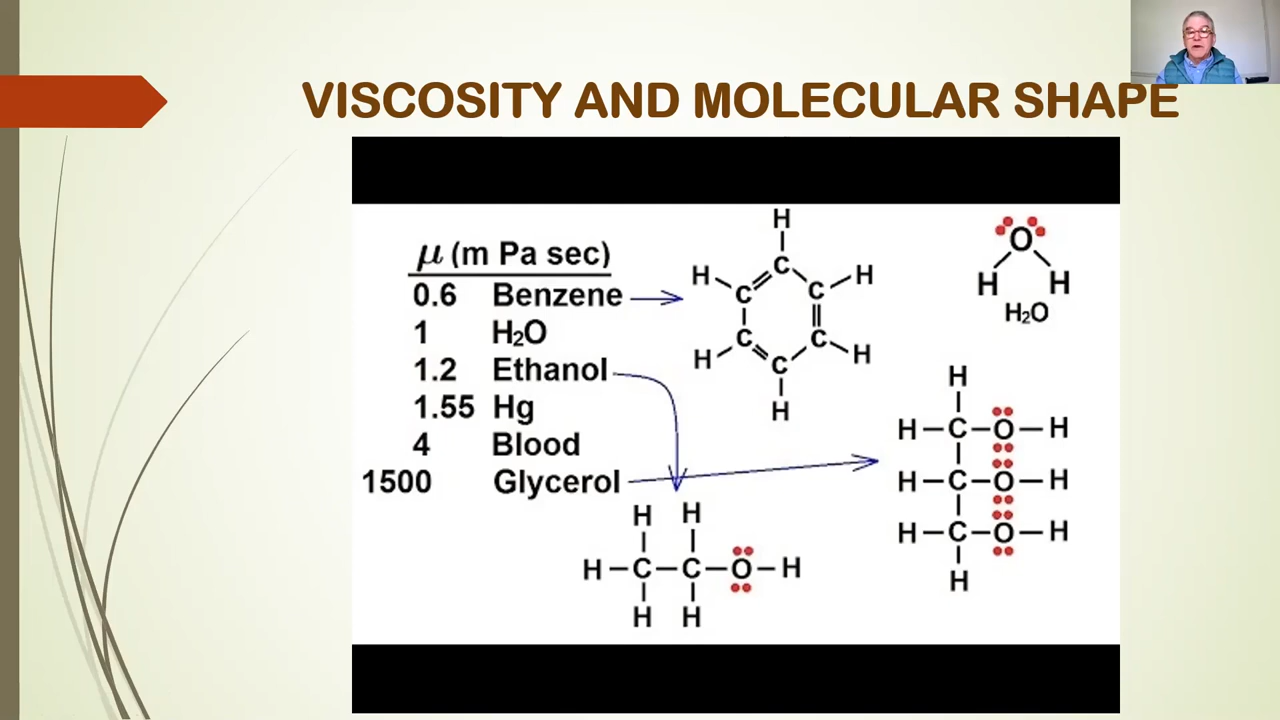 VISCOSITY AND MOLECULAR SHAPE
μ (m Pa sec)
0.6 Benzene
1 H₂O
1.2 Ethanol
1.55 Hg
4 Blood
1500 Glycerol
H
H C H
C C
C C
H C H
H
O
H H
H₂O
H
H–C–O–H
H–C–O–H
H–C–O–H
H
H H
H–C–C–O–H
H H